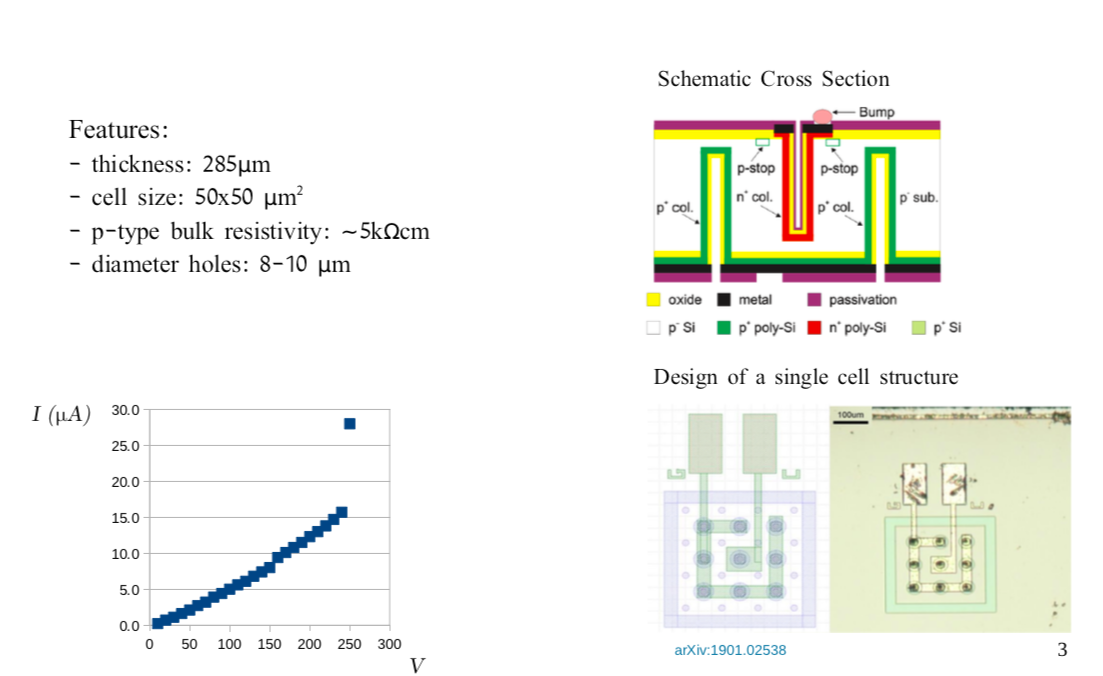 Features:
- thickness: 285μm
- cell size: 50x50 μm²
- p-type bulk resistivity: ~5kΩcm
- diameter holes: 8-10 μm
Schematic Cross Section
Bump
p-stop
p-stop
n⁺ col.
p⁺ col.
p⁺ col.
p⁻ sub.
oxide
metal
passivation
p⁻ Si
p⁺ poly-Si
n⁺ poly-Si
p⁺ Si
I (μA)
30.0
25.0
20.0
15.0
10.0
5.0
0.0
0 50 100 150 200 250 300
V
Design of a single cell structure
100um
arXiv:1901.02538
3